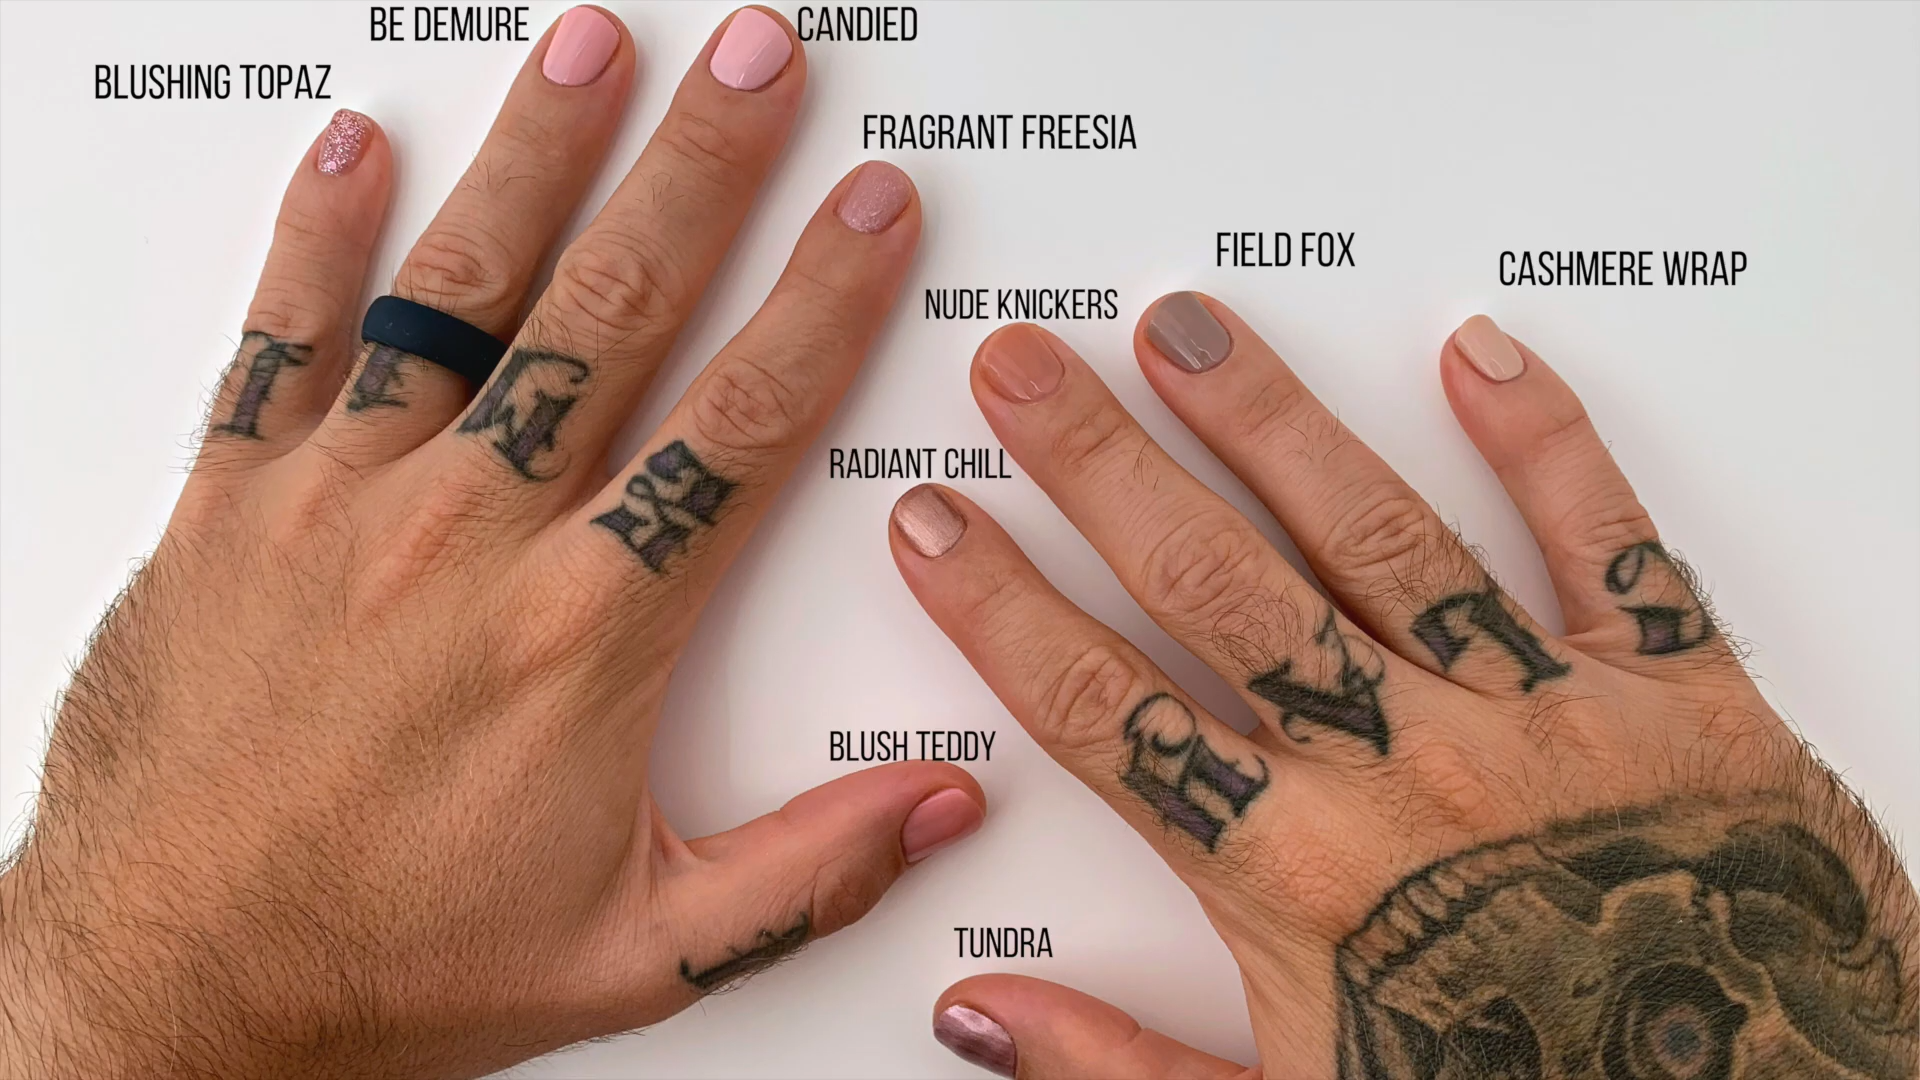 BE DEMURE
CANDIED
BLUSHING TOPAZ
FRAGRANT FREESIA
FIELD FOX
CASHMERE WRAP
NUDE KNICKERS
RADIANT CHILL
BLUSH TEDDY
TUNDRA